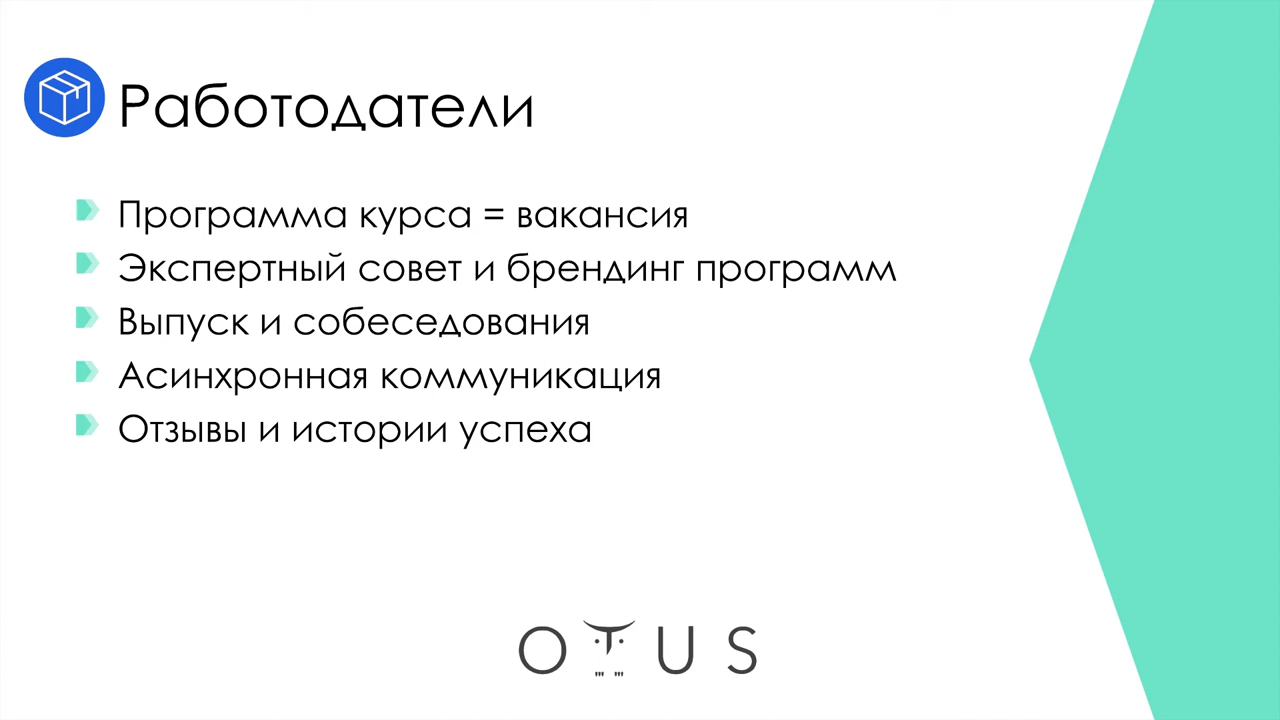 Работодатели
Программа курса = вакансия
Экспертный совет и брендинг программ
Выпуск и собеседования
Асинхронная коммуникация
Отзывы и истории успеха
OTUS